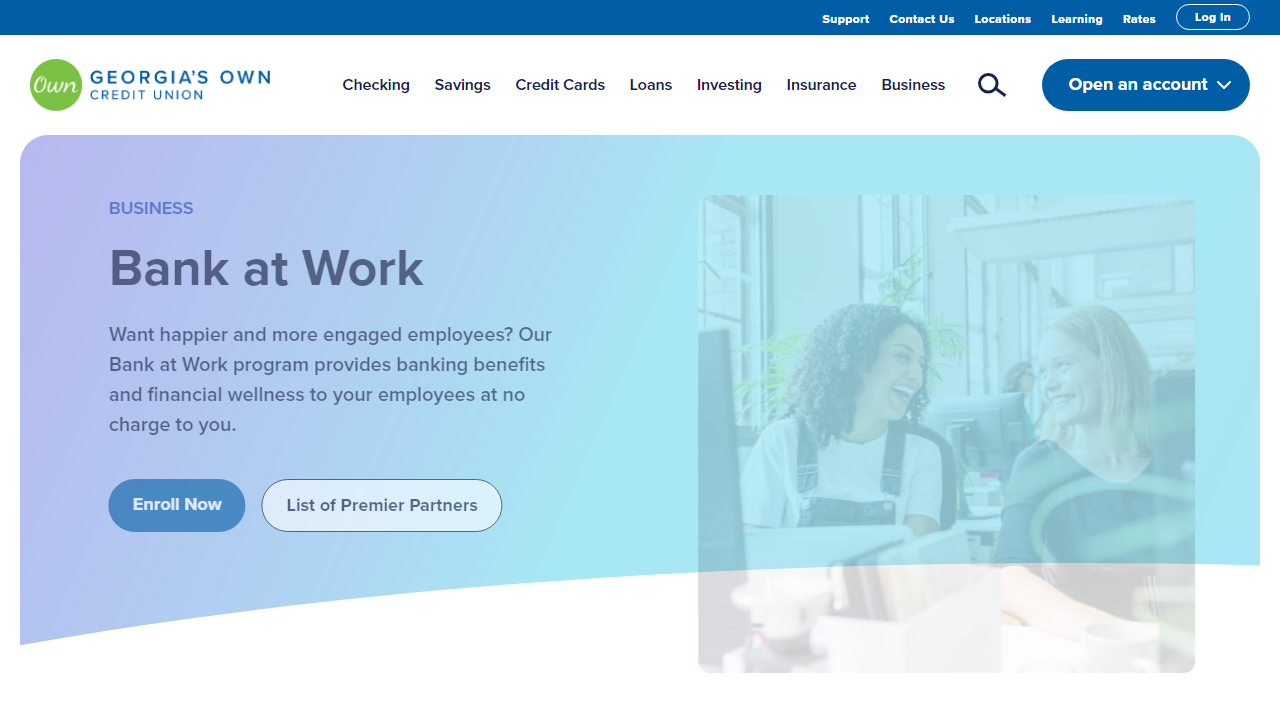 Support Contact Us Locations Learning Rates Log In
Own GEORGIA'S OWN
CREDIT UNION
Checking Savings Credit Cards Loans Investing Insurance Business Open an account
BUSINESS
Bank at Work
Want happier and more engaged employees? Our
Bank at Work program provides banking benefits
and financial wellness to your employees at no
charge to you.
Enroll Now List of Premier Partners